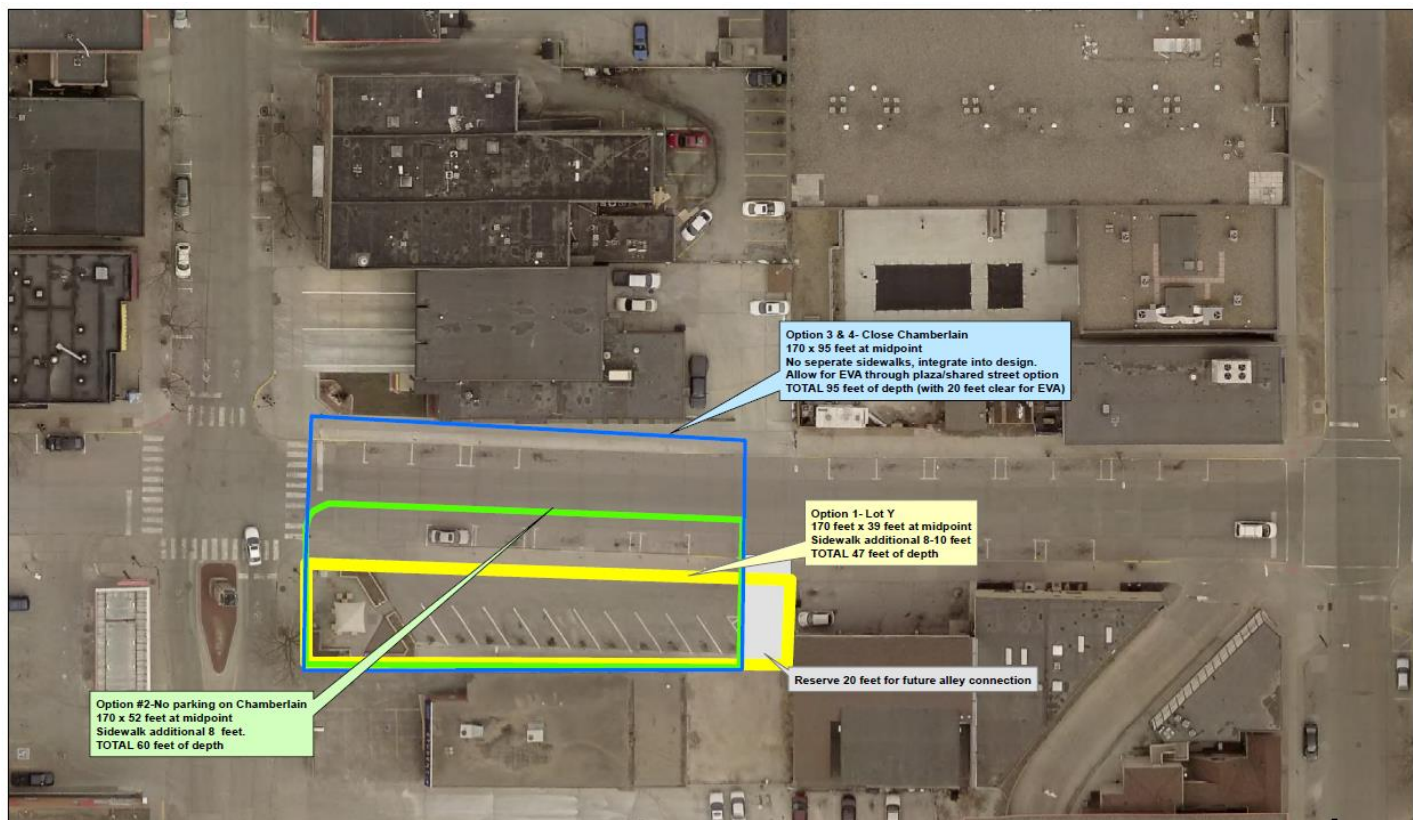 Option 3 & 4- Close Chamberlain
170 x 95 feet at midpoint
No seperate sidewalks, integrate into design.
Allow for EVA through plaza/shared street option
TOTAL 95 feet of depth (with 20 feet clear for EVA)
Option 1- Lot Y
170 feet x 39 feet at midpoint
Sidewalk additional 8-10 feet
TOTAL 47 feet of depth
Reserve 20 feet for future alley connection
Option #2-No parking on Chamberlain
170 x 52 feet at midpoint
Sidewalk additional 8 feet.
TOTAL 60 feet of depth